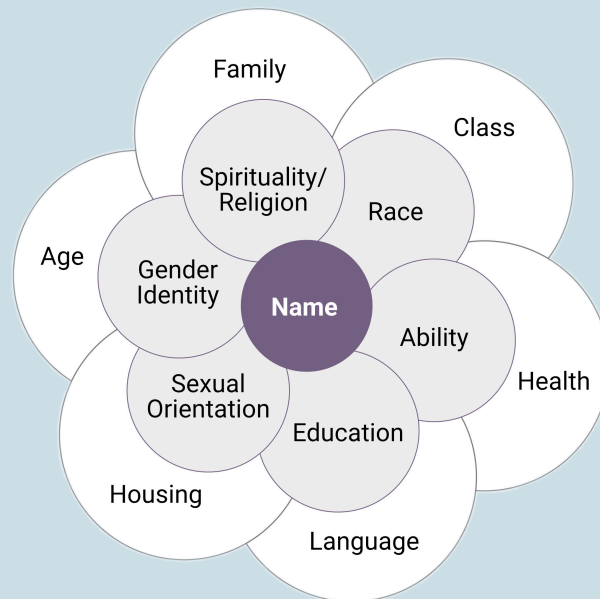 Family
Class
Spirituality/
Religion
Race
Age
Gender
Identity
Name
Ability
Health
Sexual
Orientation
Education
Housing
Language